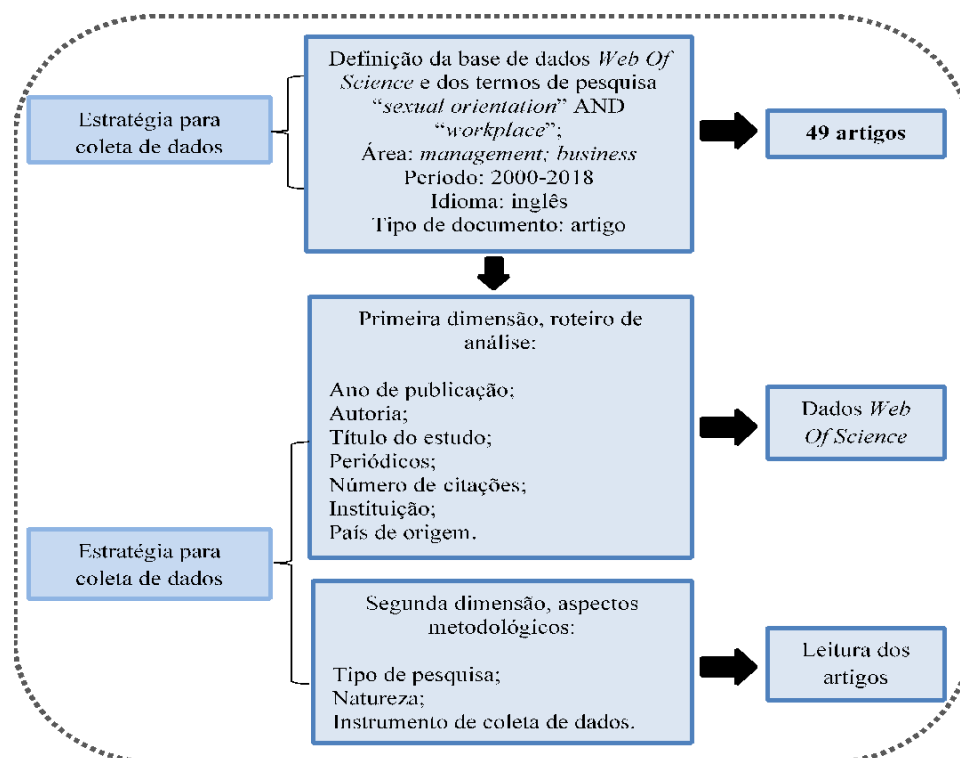 Estratégia para
coleta de dados
Definição da base de dados Web Of
Science e dos termos de pesquisa
“sexual orientation” AND
“workplace”;
Área: management; business
Período: 2000-2018
Idioma: inglês
Tipo de documento: artigo
49 artigos
Estratégia para
coleta de dados
Primeira dimensão, roteiro de
análise:
Ano de publicação;
Autoria;
Título do estudo;
Periódicos;
Número de citações;
Instituição;
País de origem.
Dados Web
Of Science
Segunda dimensão, aspectos
metodológicos:
Tipo de pesquisa;
Natureza;
Instrumento de coleta de dados.
Leitura dos
artigos